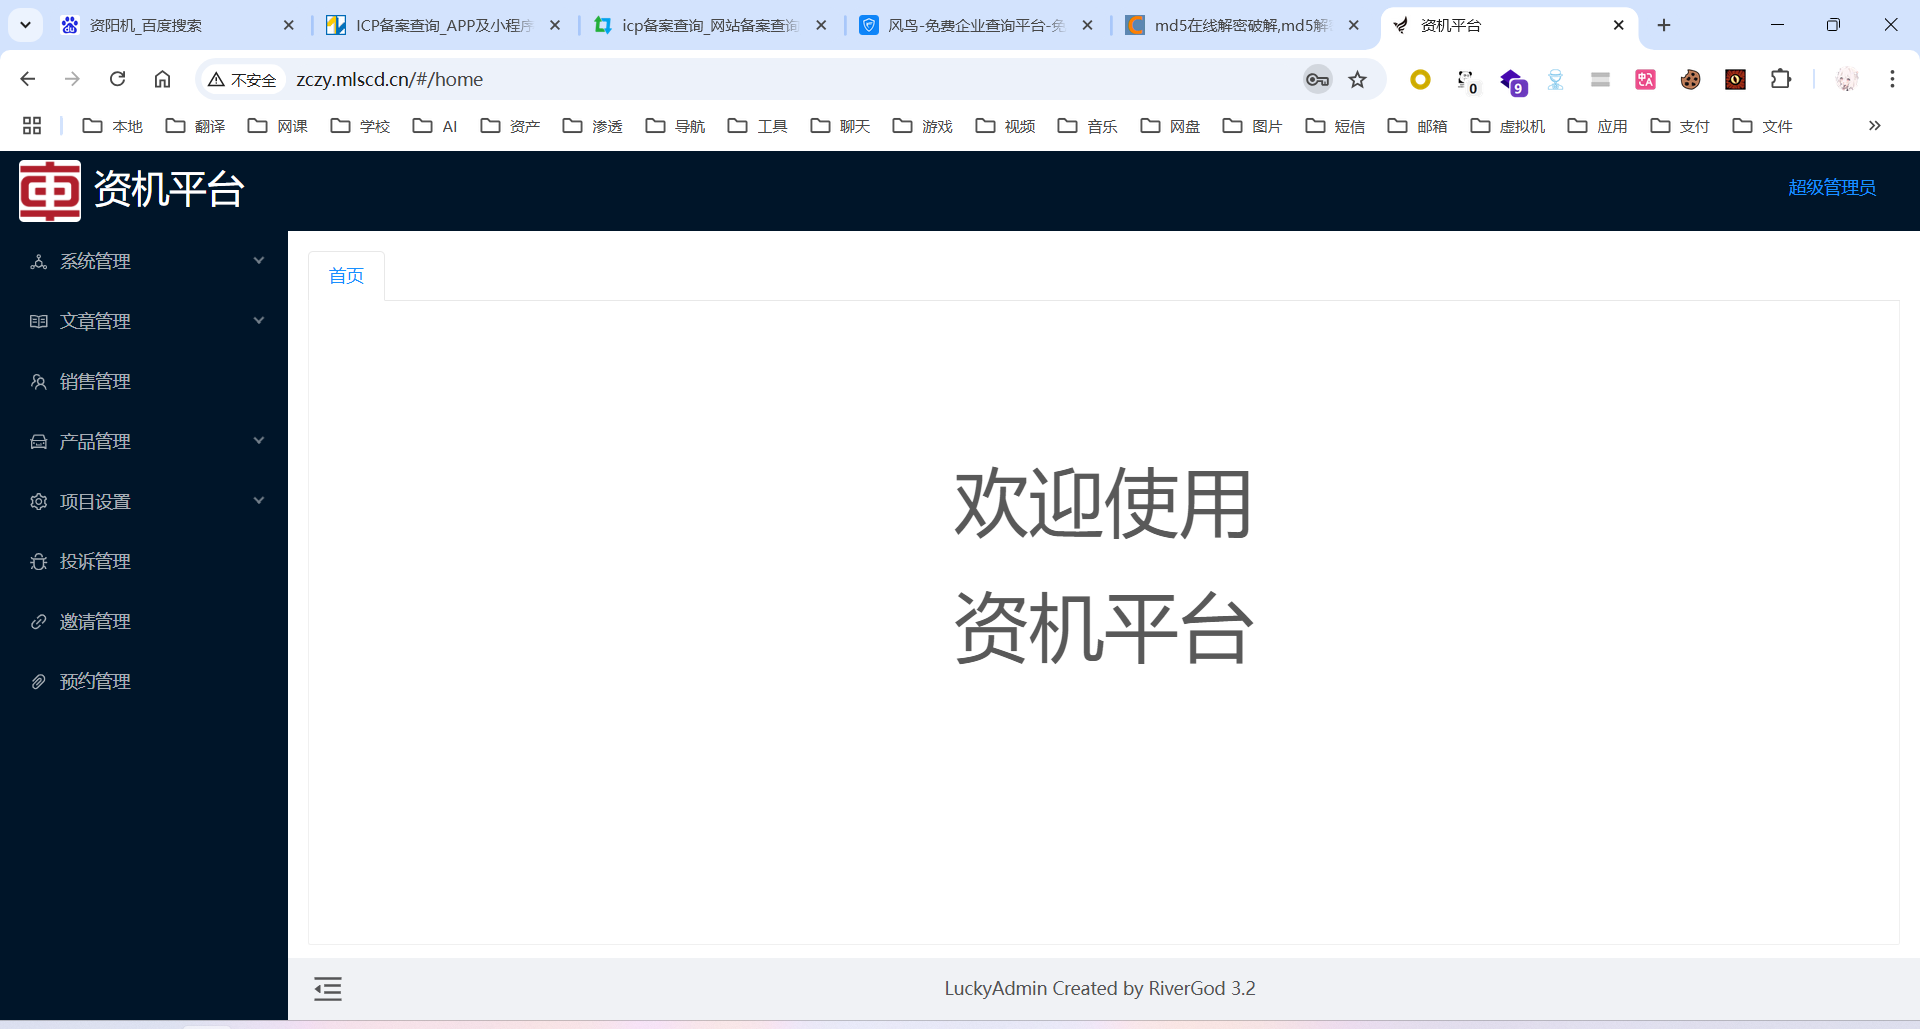 资阳机_百度搜索
ICP备案查询_APP及小程序
icp备案查询_网站备案查询
风鸟-免费企业查询平台-免
md5在线解密破解,md5解
资机平台
不安全
zczy.mlscd.cn/#/home
0
9
本地
翻译
网课
学校
AI
资产
渗透
导航
工具
聊天
游戏
视频
音乐
网盘
图片
短信
邮箱
虚拟机
应用
支付
文件
资机平台
超级管理员
系统管理
文章管理
销售管理
产品管理
项目设置
投诉管理
邀请管理
预约管理
首页
欢迎使用
资机平台
LuckyAdmin Created by RiverGod 3.2